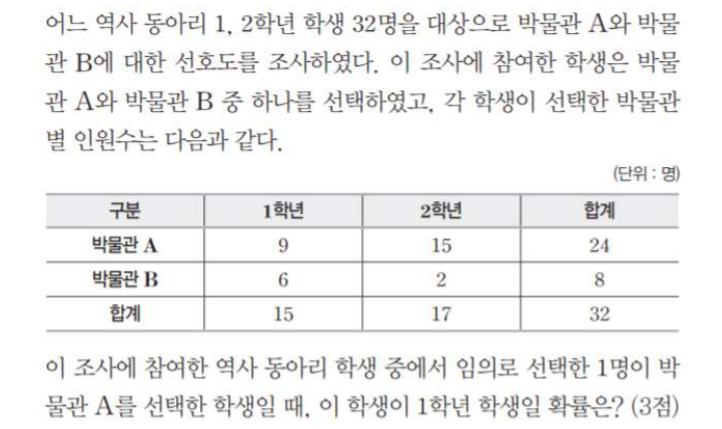 어느 역사 동아리 1, 2학년 학생 32명을 대상으로 박물관 A와 박물
관 B에 대한 선호도를 조사하였다. 이 조사에 참여한 학생은 박물
관 A와 박물관 B 중 하나를 선택하였고, 각 학생이 선택한 박물관
별 인원수는 다음과 같다.
(단위 : 명)
구분 1학년 2학년 합계
박물관 A 9 15 24
박물관 B 6 2 8
합계 15 17 32
이 조사에 참여한 역사 동아리 학생 중에서 임의로 선택한 1명이 박
물관 A를 선택한 학생일 때, 이 학생이 1학년 학생일 확률은? (3점)